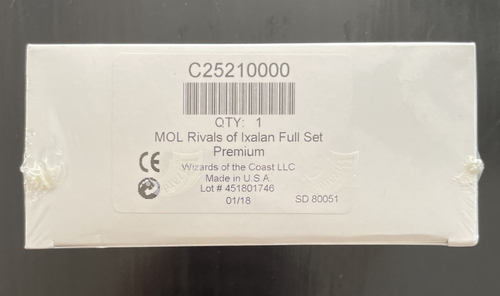 C25210000
QTY: 1
MOL Rivals of Ixalan Full Set
Premium
Wizards of the Coast LLC
Made in U.S.A
Lot # 451801746
01/18
SD 80051
CE